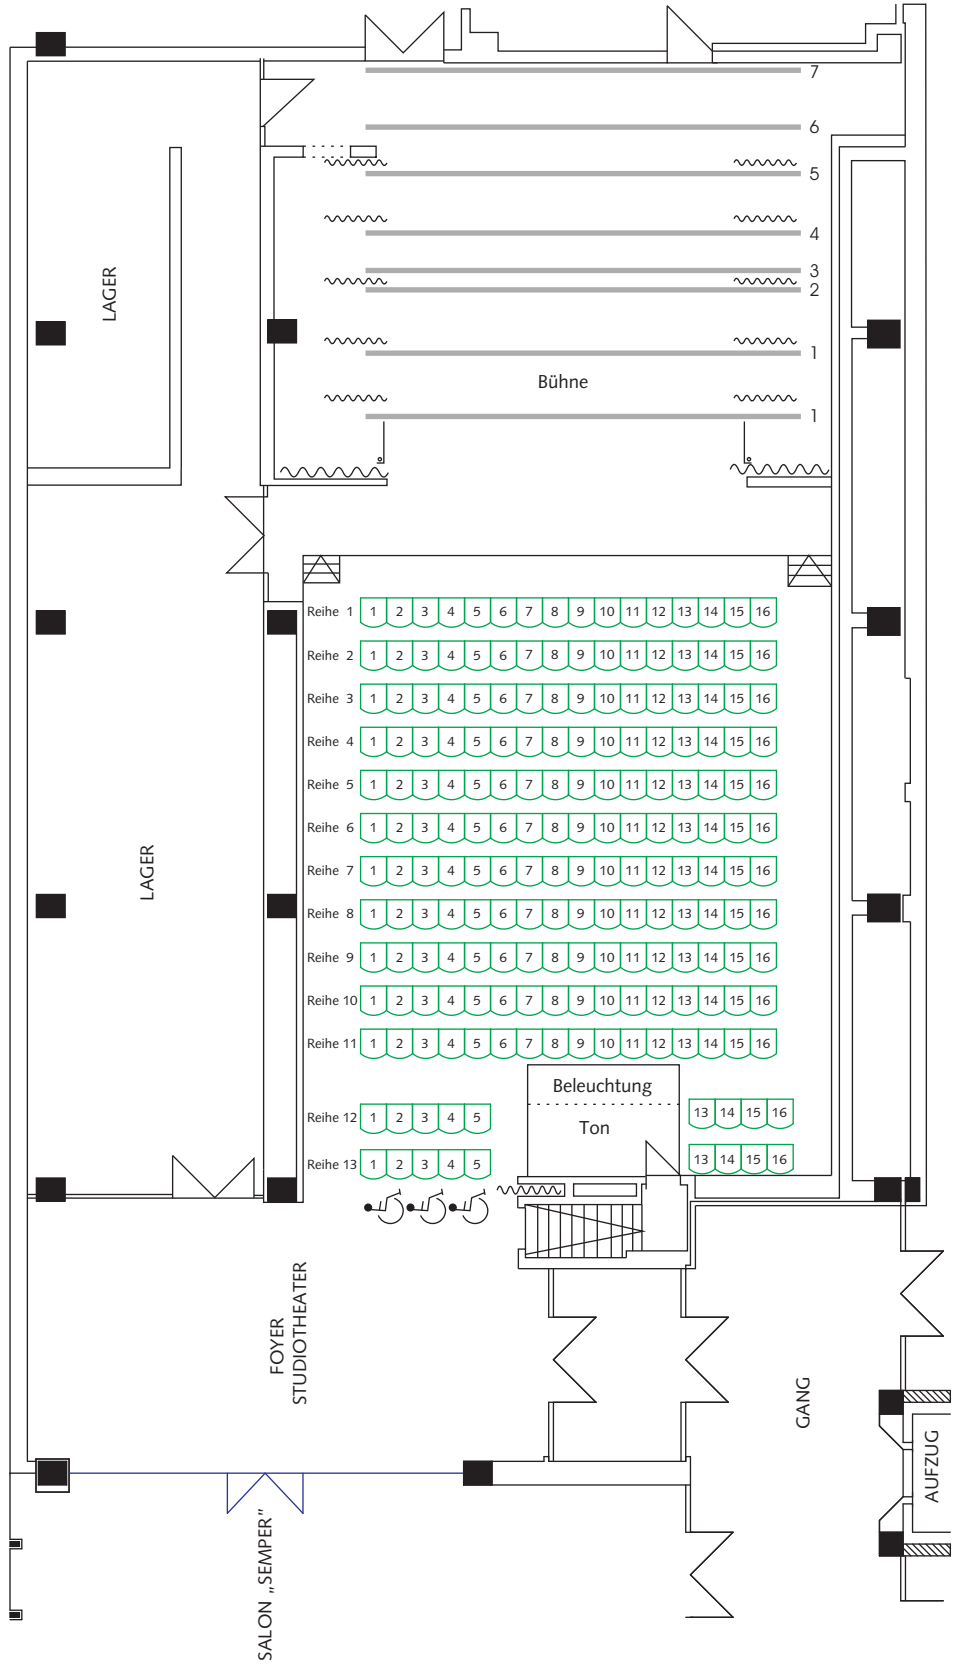 7
6
5
4
3
2
1
1
LAGER
Bühne
Reihe 1 1 2 3 4 5 6 7 8 9 10 11 12 13 14 15 16
Reihe 2 1 2 3 4 5 6 7 8 9 10 11 12 13 14 15 16
Reihe 3 1 2 3 4 5 6 7 8 9 10 11 12 13 14 15 16
Reihe 4 1 2 3 4 5 6 7 8 9 10 11 12 13 14 15 16
Reihe 5 1 2 3 4 5 6 7 8 9 10 11 12 13 14 15 16
Reihe 6 1 2 3 4 5 6 7 8 9 10 11 12 13 14 15 16
Reihe 7 1 2 3 4 5 6 7 8 9 10 11 12 13 14 15 16
Reihe 8 1 2 3 4 5 6 7 8 9 10 11 12 13 14 15 16
Reihe 9 1 2 3 4 5 6 7 8 9 10 11 12 13 14 15 16
Reihe 10 1 2 3 4 5 6 7 8 9 10 11 12 13 14 15 16
Reihe 11 1 2 3 4 5 6 7 8 9 10 11 12 13 14 15 16
LAGER
Beleuchtung
Ton
Reihe 12 1 2 3 4 5 13 14 15 16
Reihe 13 1 2 3 4 5 13 14 15 16
FOYER
STUDIOTHEATER
GANG
AUFZUG
SALON „SEMPER”